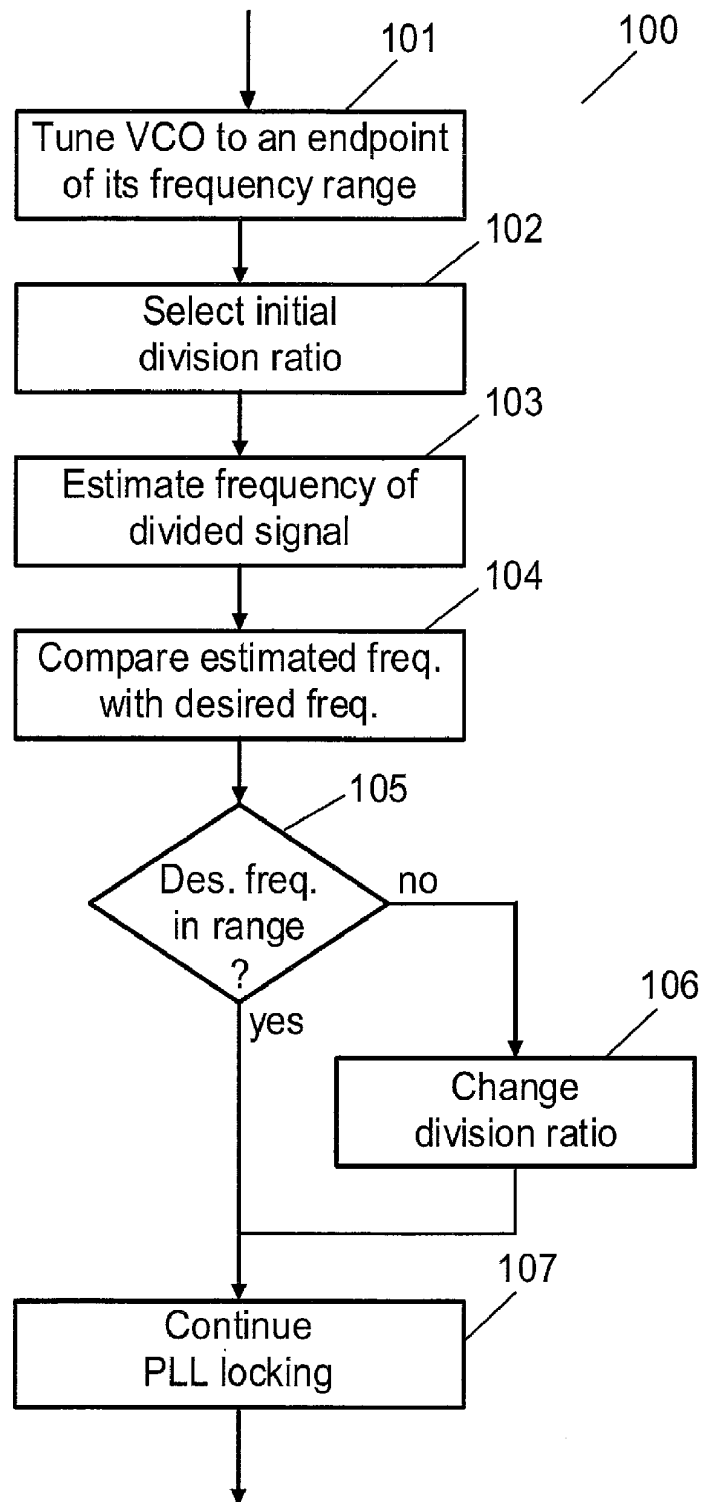 100
101
Tune VCO to an endpoint
of its frequency range
102
Select initial
division ratio
103
Estimate frequency of
divided signal
104
Compare estimated freq.
with desired freq.
105
Des. freq.
in range
?
no
yes
106
Change
division ratio
107
Continue
PLL locking